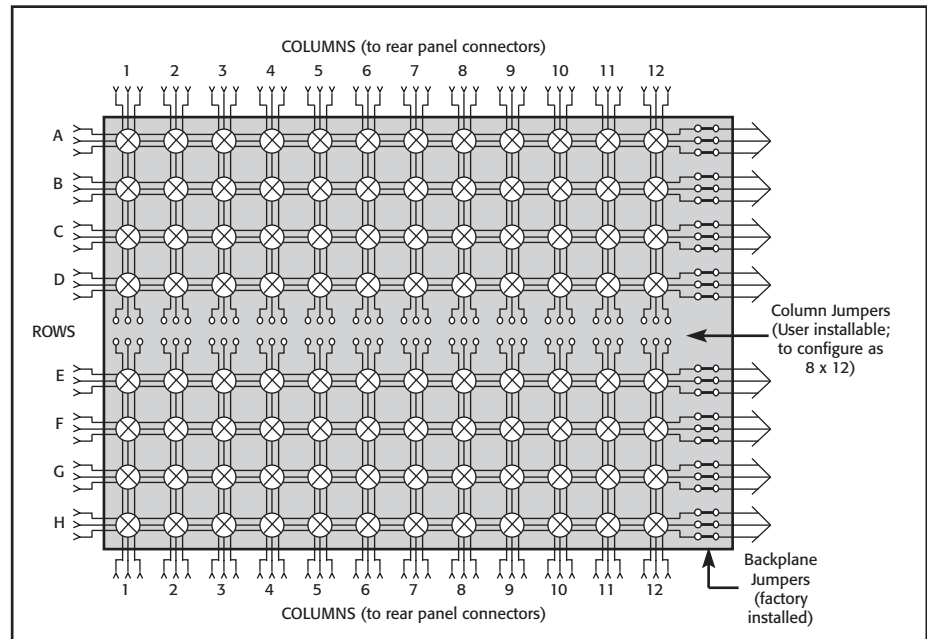 COLUMNS (to rear panel connectors)
1 2 3 4 5 6 7 8 9 10 11 12
A
B
C
D
ROWS
Column Jumpers
(User installable;
to configure as
8 x 12)
E
F
G
H
1 2 3 4 5 6 7 8 9 10 11 12
COLUMNS (to rear panel connectors)
Backplane
Jumpers
(factory
installed)